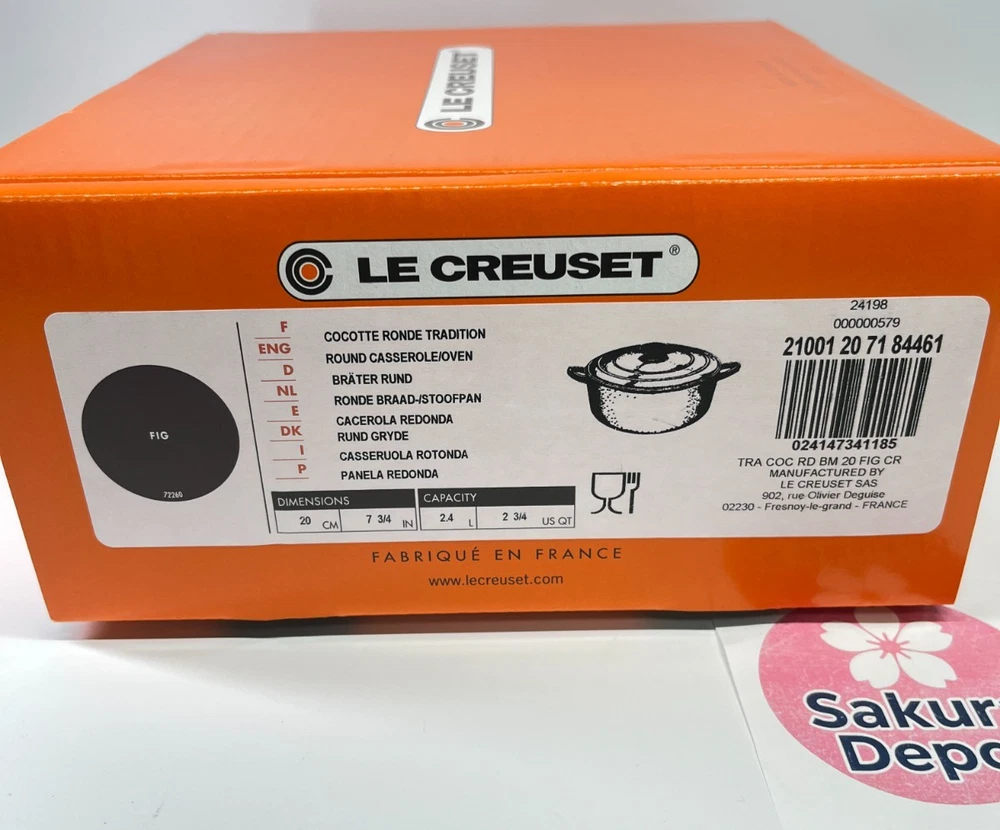 LE CREUSET
LE CREUSET®
FIG
72260
F COCOTTE RONDE TRADITION
ENG ROUND CASSEROLE/OVEN
D BRÄTER RUND
NL RONDE BRAAD-/STOOFPAN
E CACEROLA REDONDA
DK RUND GRYDE
I CASSERUOLA ROTONDA
P PANELA REDONDA
DIMENSIONS CAPACITY
20 CM 7 3/4 IN 2.4 L 2 3/4 US QT
24198
000000579
21001 20 71 84461
024147341185
TRA COC RD BM 20 FIG CR
MANUFACTURED BY
LE CREUSET SAS
902, rue Olivier Deguise
02230 - Fresnoy-le-grand - FRANCE
FABRIQUÉ EN FRANCE
www.lecreuset.com
Sakur
Depo